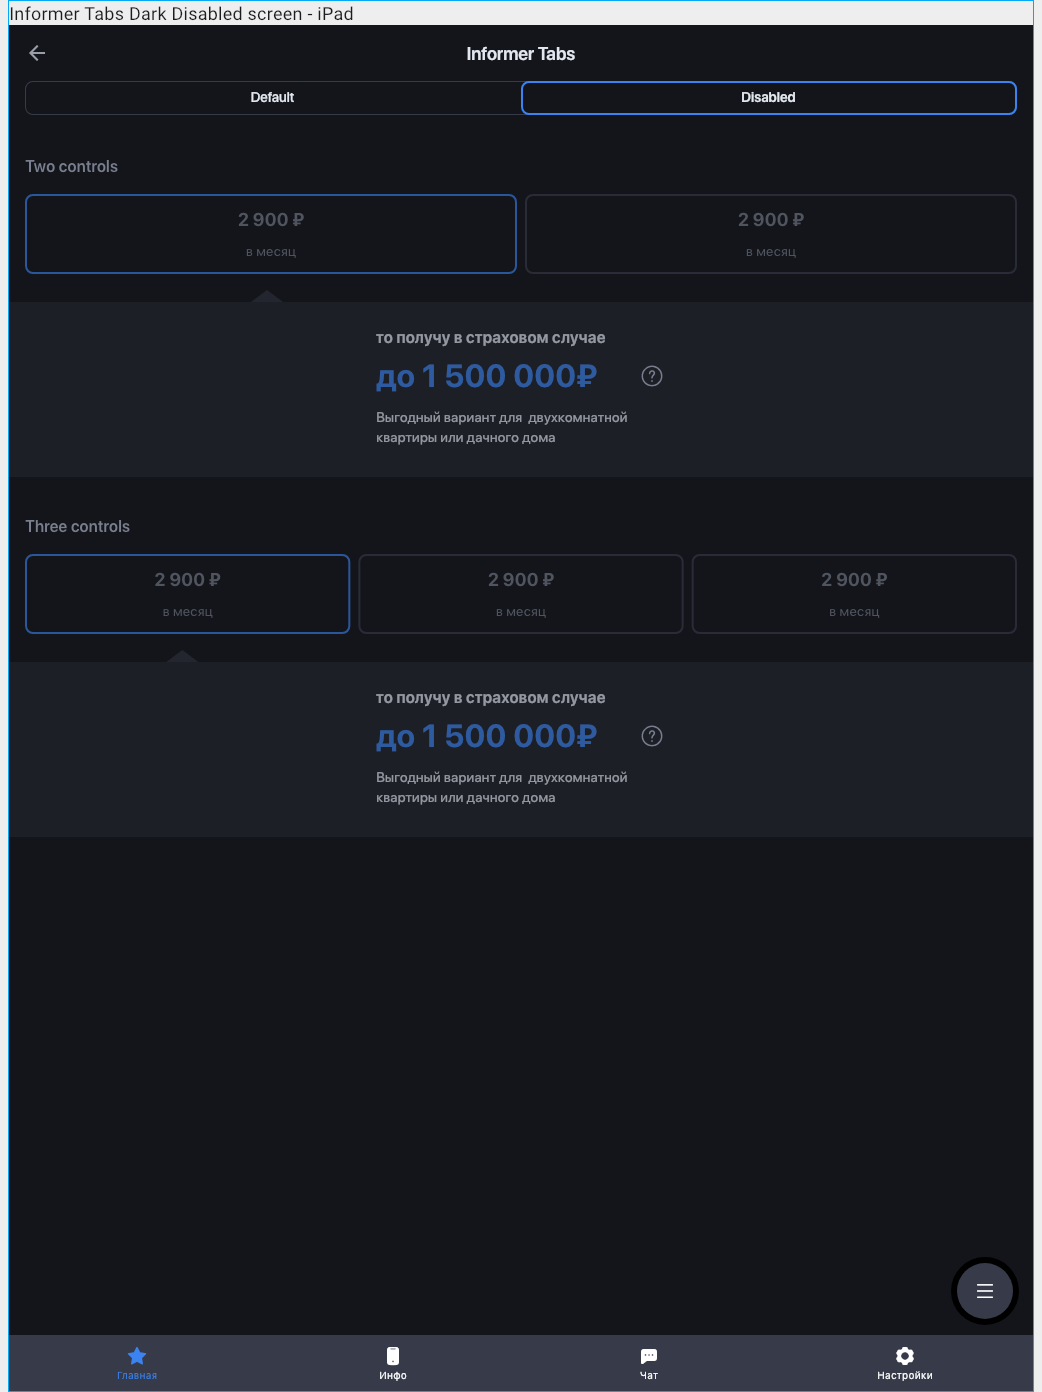 Informer Tabs Dark Disabled screen - iPad
Informer Tabs
Default
Disabled
Two controls
2 900 ₽
в месяц
2 900 ₽
в месяц
то получу в страховом случае
до 1 500 000₽
Выгодный вариант для двухкомнатной
квартиры или дачного дома
Three controls
2 900 ₽
в месяц
2 900 ₽
в месяц
2 900 ₽
в месяц
то получу в страховом случае
до 1 500 000₽
Выгодный вариант для двухкомнатной
квартиры или дачного дома
Главная
Инфо
Чат
Настройки